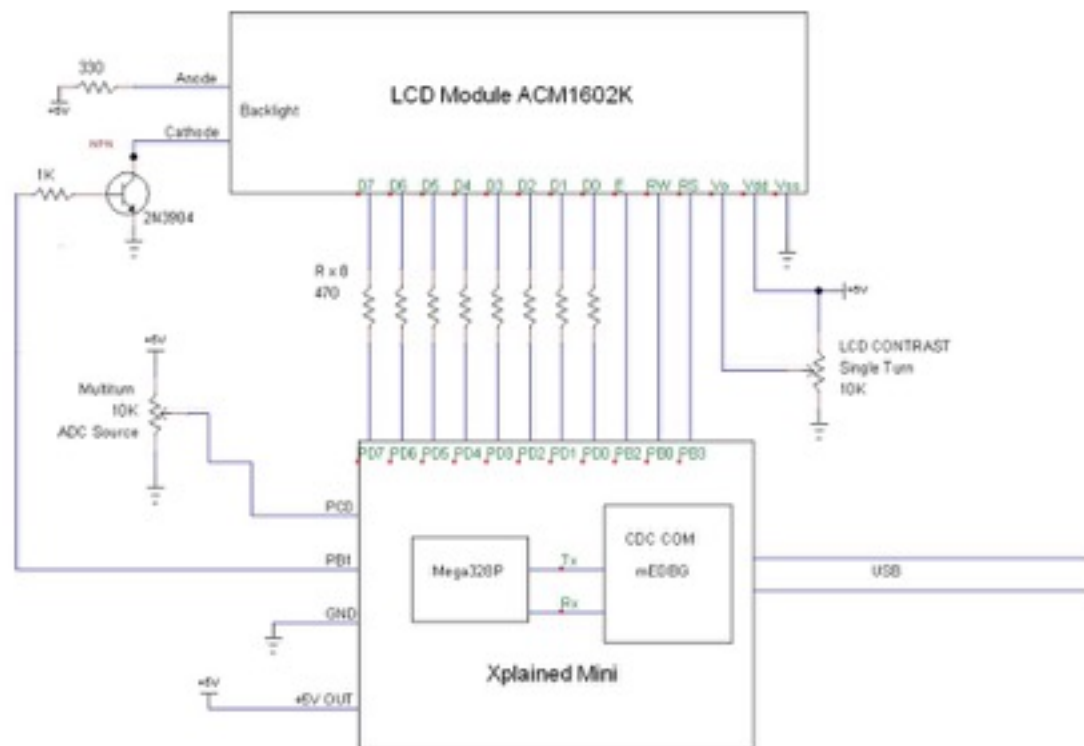 330
+5V
Anode
Cathode
Backlight
LCD Module ACM1602K
NPN
1K
2N3904
D7 D6 D5 D4 D3 D2 D1 D0 E RW RS Vo Vdd Vss
R x 8
470
+5V
LCD CONTRAST
Single Turn
10K
+5V
Multiturn
10K
ADC Source
PD7 PD6 PD5 PD4 PD3 PD2 PD1 PD0 PB2 PB0 PB3
PC0
PB1
GND
+5V
+5V OUT
Mega328P
Tx
Rx
CDC COM
mEDBG
USB
Xplained Mini